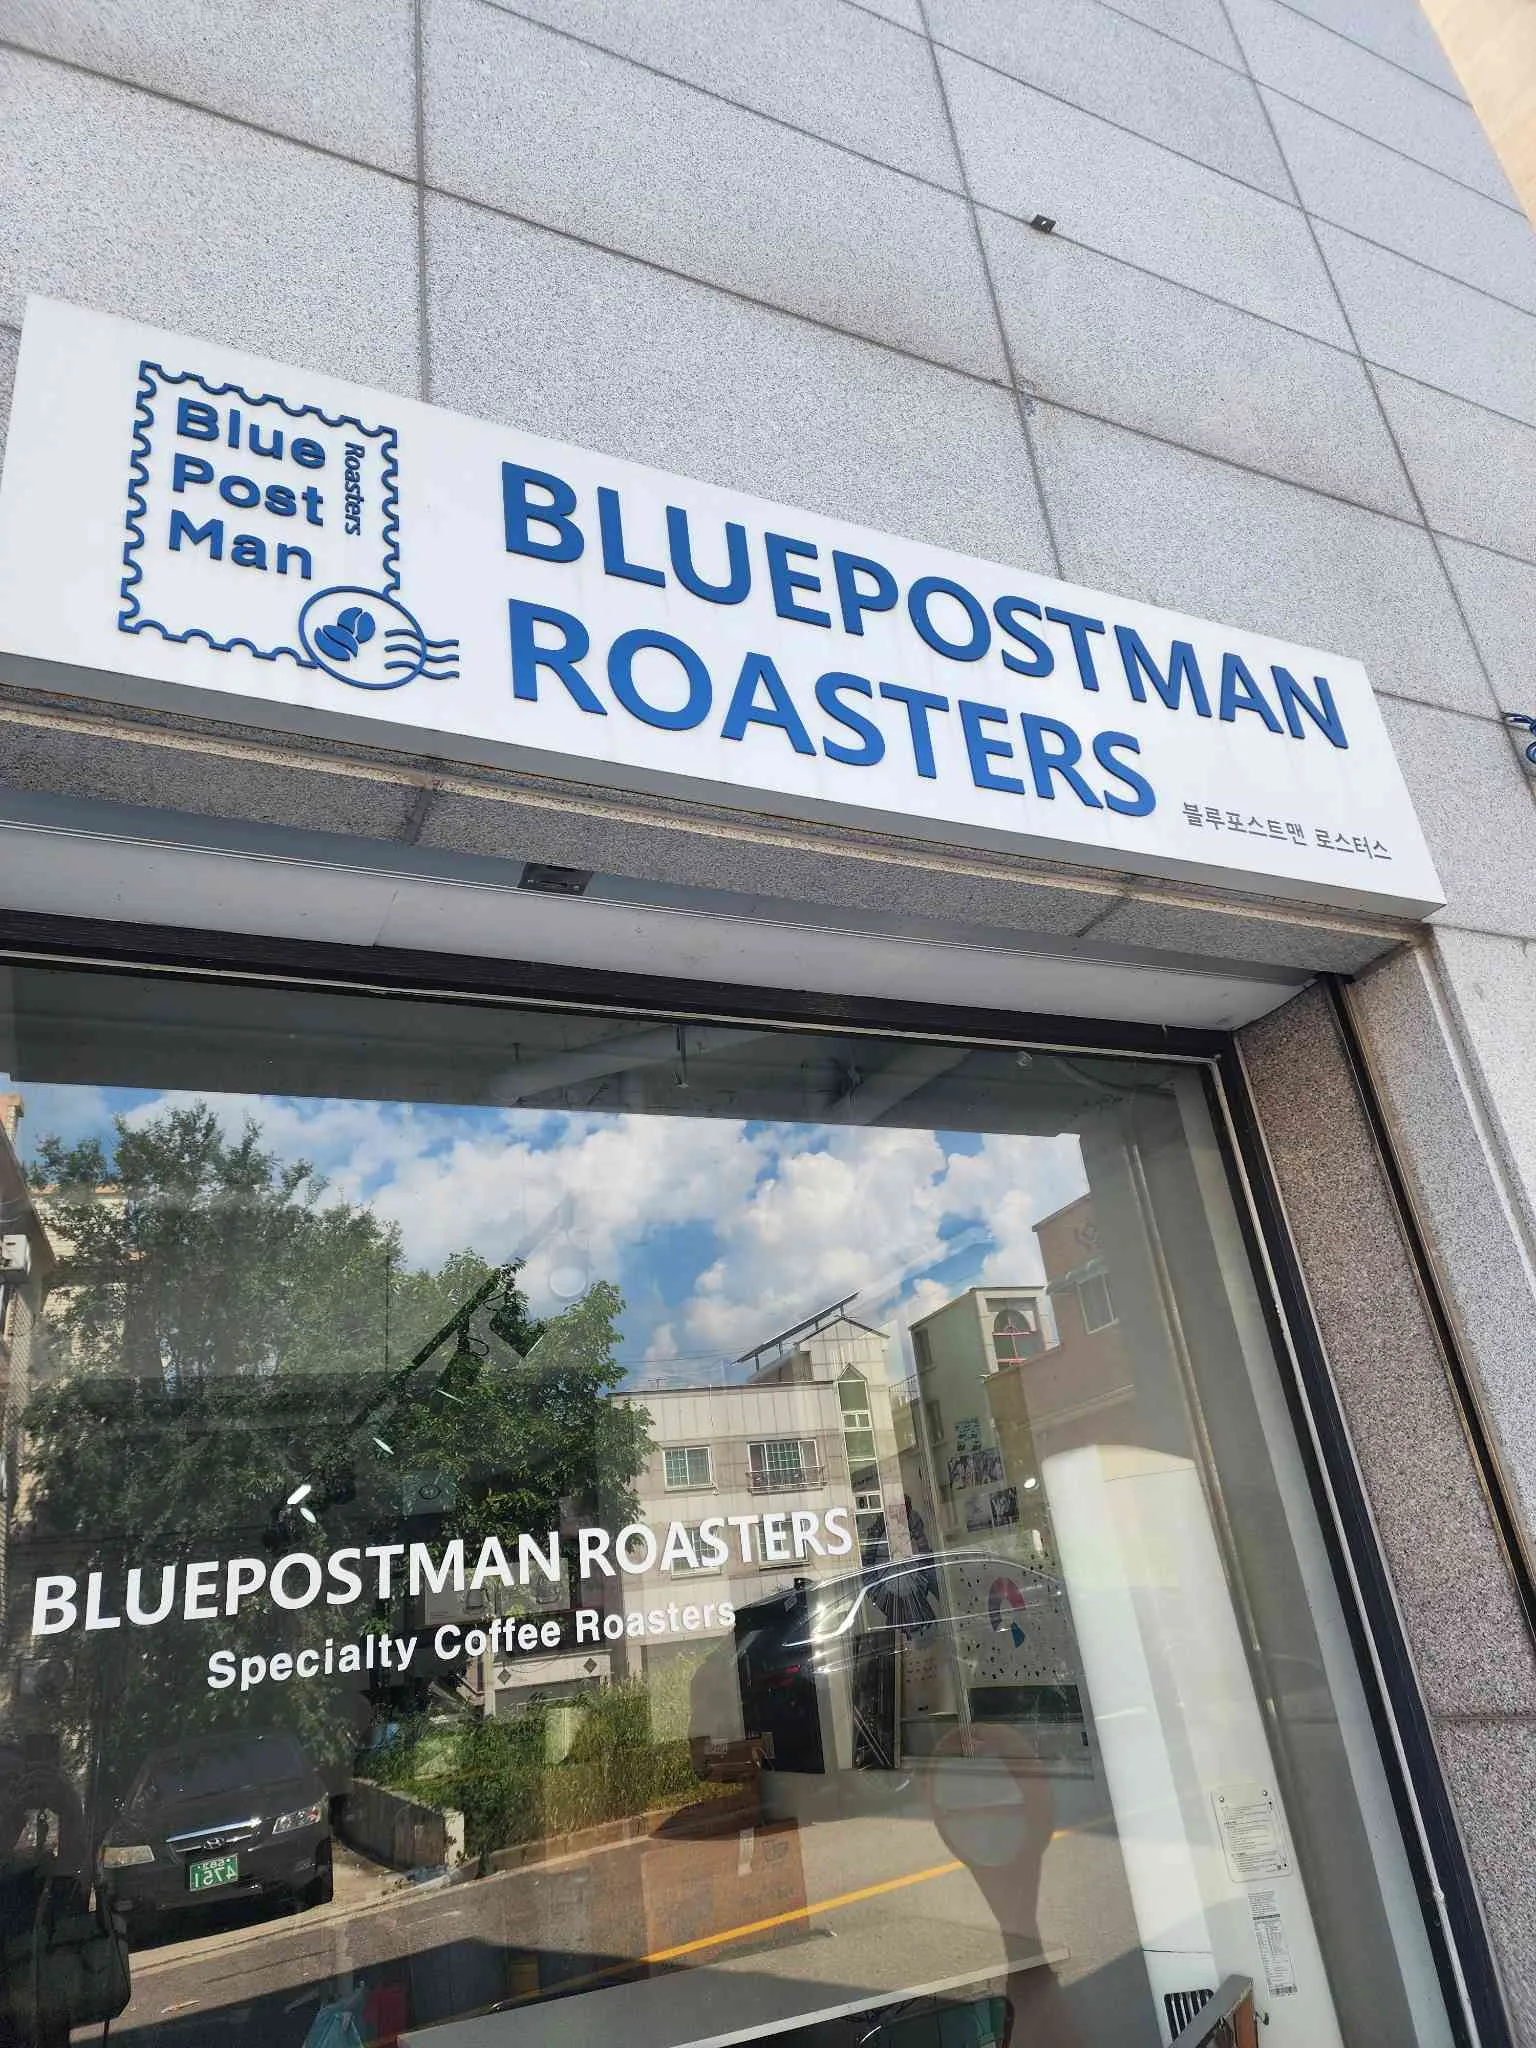 Blue
Post
Man
Roasters
BLUEPOSTMAN
ROASTERS
블루포스트맨 로스터스
BLUEPOSTMAN ROASTERS
Specialty Coffee Roasters
4751